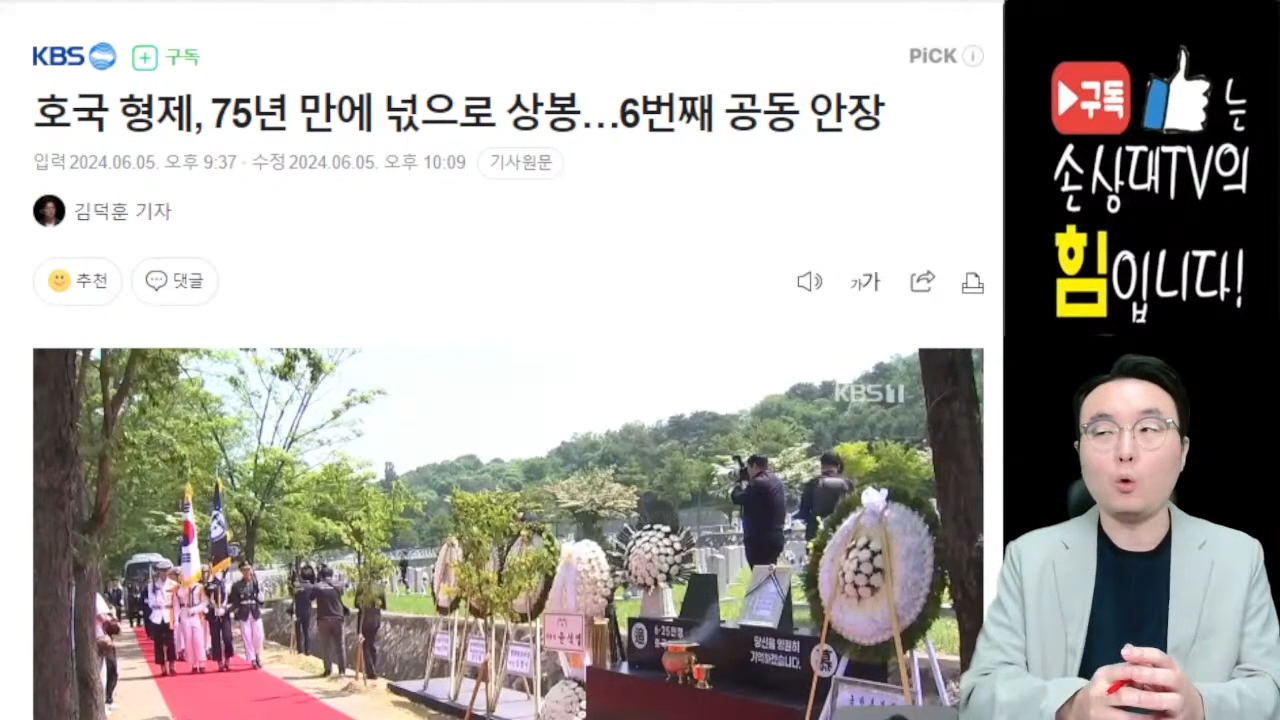 KBS
구독
PiCK
호국 형제, 75년 만에 넋으로 상봉…6번째 공동 안장
입력 2024.06.05. 오후 9:37 · 수정 2024.06.05. 오후 10:09
기사원문
김덕훈 기자
추천
댓글
가가
KBS 1
당신을 영원히
기억하겠습니다.
구독
는
손상대TV의
힘입니다!